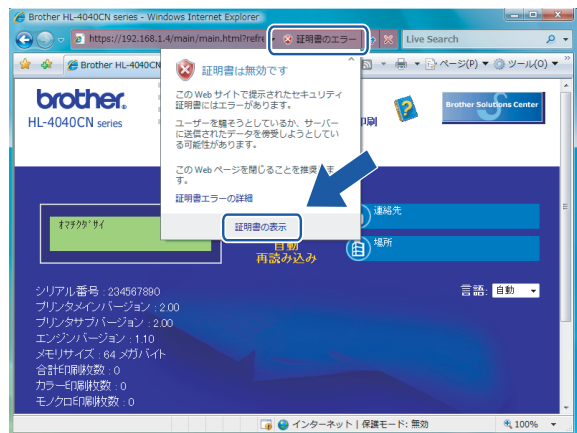 Brother HL-4040CN series - Windows Internet Explorer
https://192.168.1.4/main/main.html?refre
証明書のエラー
Live Search
Brother HL-4040CN
ページ(P)
ツール(O)
証明書は無効です
この Web サイトで提示されたセキュリティ
証明書にはエラーがあります。
ユーザーを騙そうとしているか、サーバー
に送信されたデータを傍受しようとしてい
る可能性があります。
この Web ページを閉じることを推奨
す。
証明書エラーの詳細
証明書の表示
brother.
HL-4040CN series
印刷
Brother Solutions Center
オマチクダサイ
連絡先
場所
自動
再読み込み
言語: 自動
シリアル番号 : 234567890
プリンタメインバージョン : 2.00
プリンタサブバージョン : 2.00
エンジンバージョン : 1.10
メモリサイズ : 64 メガバイト
合計印刷枚数 : 0
カラー印刷枚数 : 0
モノクロ印刷枚数 : 0
インターネット | 保護モード: 無効
100%